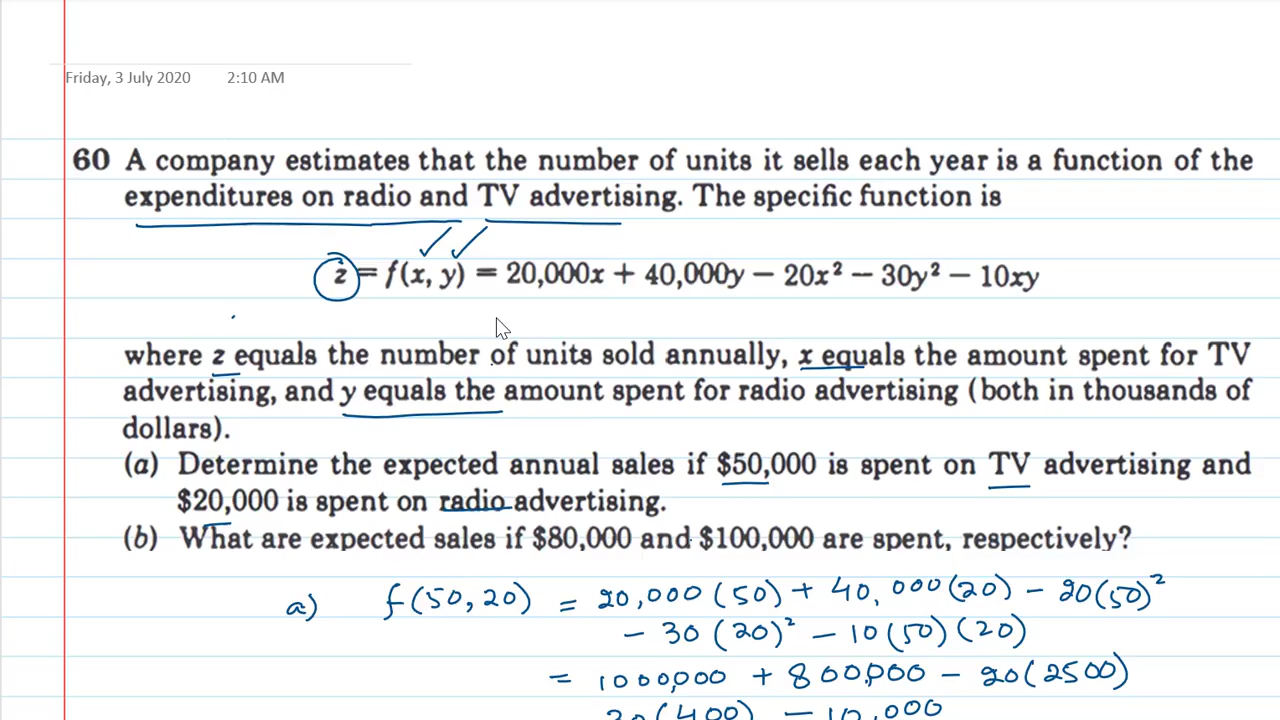 Friday, 3 July 2020 2:10 AM
60 A company estimates that the number of units it sells each year is a function of the
expenditures on radio and TV advertising. The specific function is
z = f(x, y) = 20,000x + 40,000y − 20x² − 30y² − 10xy
where z equals the number of units sold annually, x equals the amount spent for TV
advertising, and y equals the amount spent for radio advertising (both in thousands of
dollars).
(a) Determine the expected annual sales if $50,000 is spent on TV advertising and
$20,000 is spent on radio advertising.
(b) What are expected sales if $80,000 and $100,000 are spent, respectively?
a) f(50,20) = 20,000(50) + 40,000(20) − 20(50)²
− 30(20)² − 10(50)(20)
= 1000,000 + 800,000 − 20(2500)
30(400) − 10,000